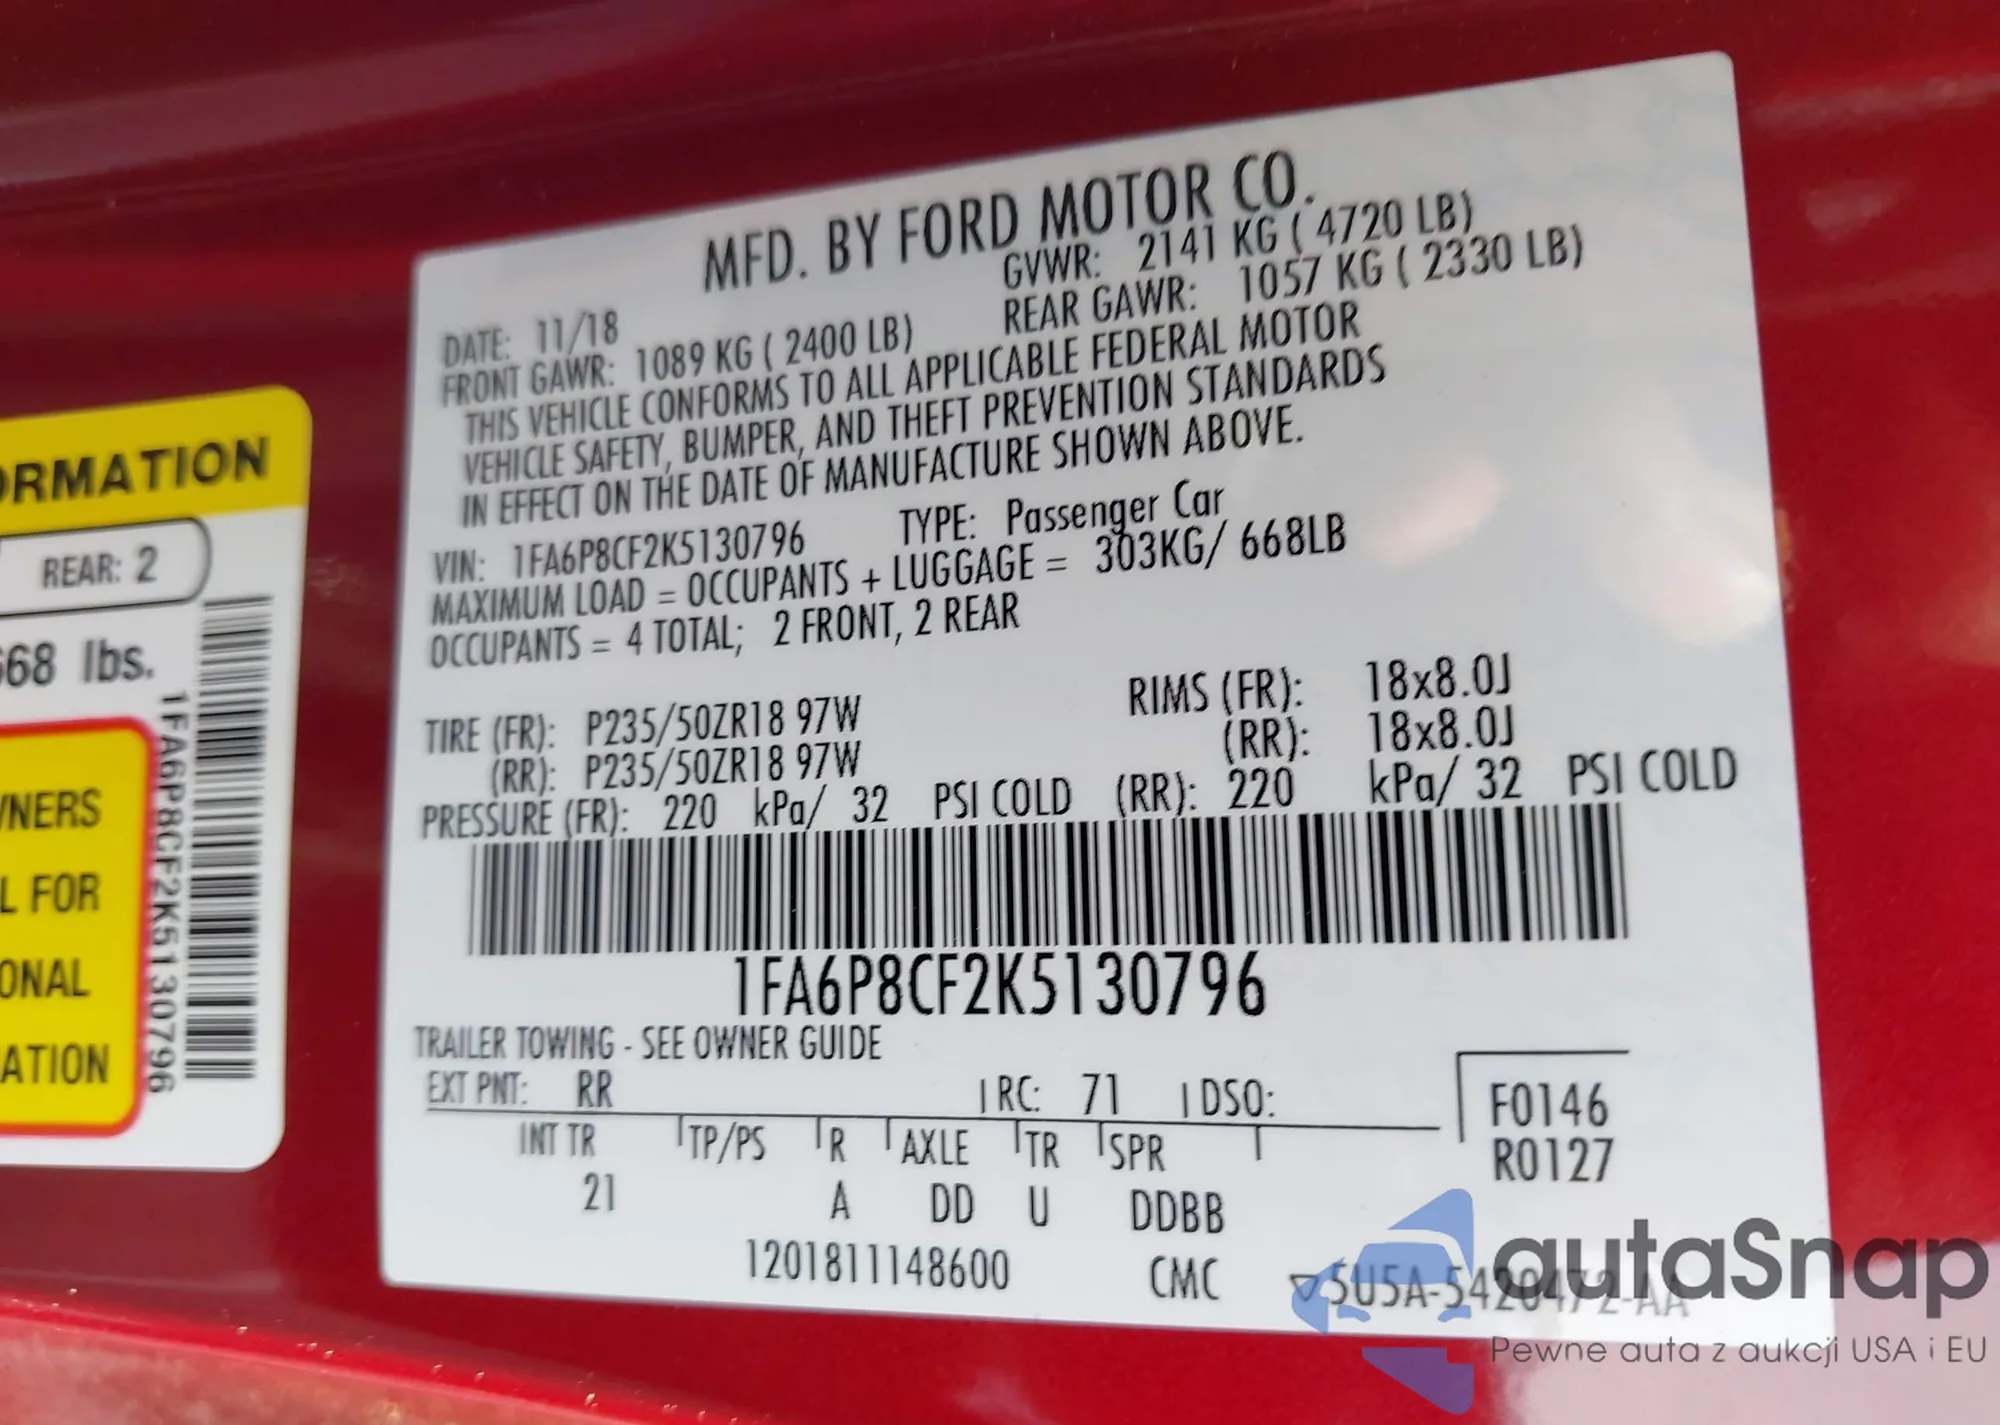 ORMATION
REAR: 2
668 lbs.
WNERS
L FOR
ONAL
ATION
1FA6P8CF2K5130796
MFD. BY FORD MOTOR CO.
DATE: 11/18
GVWR: 2141 KG ( 4720 LB)
FRONT GAWR: 1089 KG ( 2400 LB)
REAR GAWR: 1057 KG ( 2330 LB)
THIS VEHICLE CONFORMS TO ALL APPLICABLE FEDERAL MOTOR
VEHICLE SAFETY, BUMPER, AND THEFT PREVENTION STANDARDS
IN EFFECT ON THE DATE OF MANUFACTURE SHOWN ABOVE.
VIN: 1FA6P8CF2K5130796 TYPE: Passenger Car
MAXIMUM LOAD = OCCUPANTS + LUGGAGE = 303KG/ 668LB
OCCUPANTS = 4 TOTAL; 2 FRONT, 2 REAR
TIRE (FR): P235/50ZR18 97W RIMS (FR): 18x8.0J
(RR): P235/50ZR18 97W (RR): 18x8.0J
PRESSURE (FR): 220 kPa/ 32 PSI COLD (RR): 220 kPa/ 32 PSI COLD
1FA6P8CF2K5130796
TRAILER TOWING - SEE OWNER GUIDE
EXT PNT: RR RC: 71 DSO:
F0146
R0127
INT TR TP/PS R AXLE TR SPR
21 A DD U DDBB
1201811148600 CMC 5U5A-5420472-AA
autaSnap
Pewne auta z aukcji USA i EU